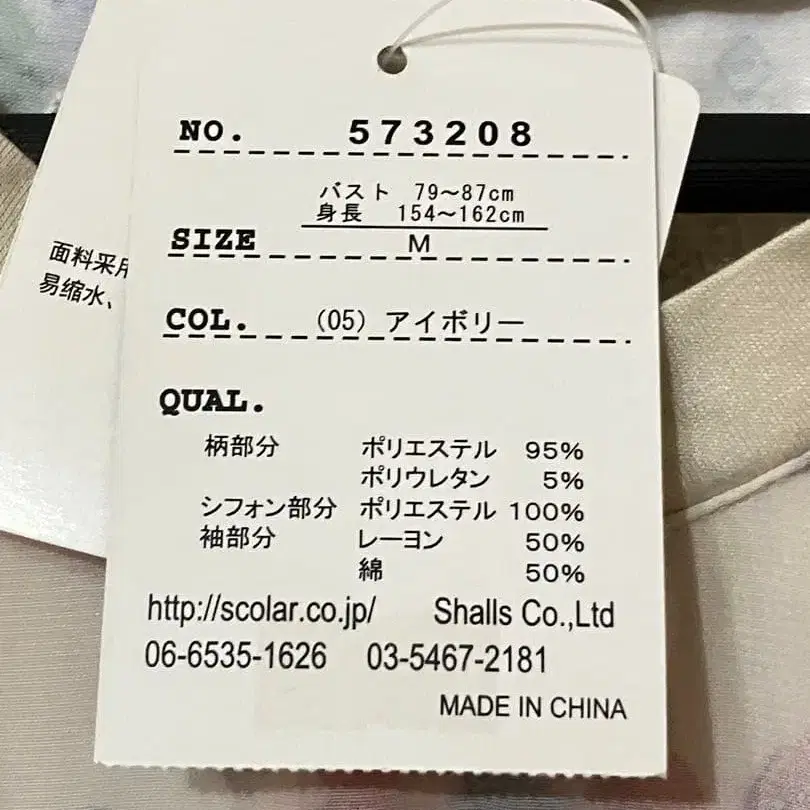 NO. 573208
バスト 79～87cm
身長 154～162cm
SIZE M
COL. (05) アイボリー
QUAL.
柄部分 ポリエステル 95%
ポリウレタン 5%
シフォン部分 ポリエステル 100%
袖部分 レーヨン 50%
綿 50%
http://scolar.co.jp/ Shalls Co.,Ltd
06-6535-1626 03-5467-2181
MADE IN CHINA
面料采用
易缩水、